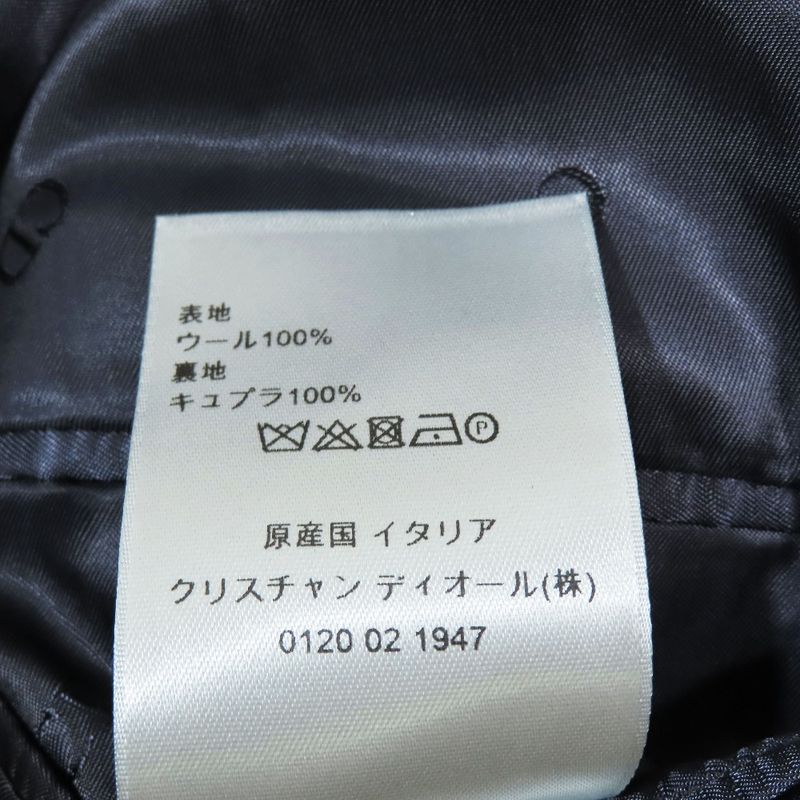 表地
ウール100%
裏地
キュプラ100%
P
原産国 イタリア
クリスチャン ディオール(株)
0120 02 1947
CD